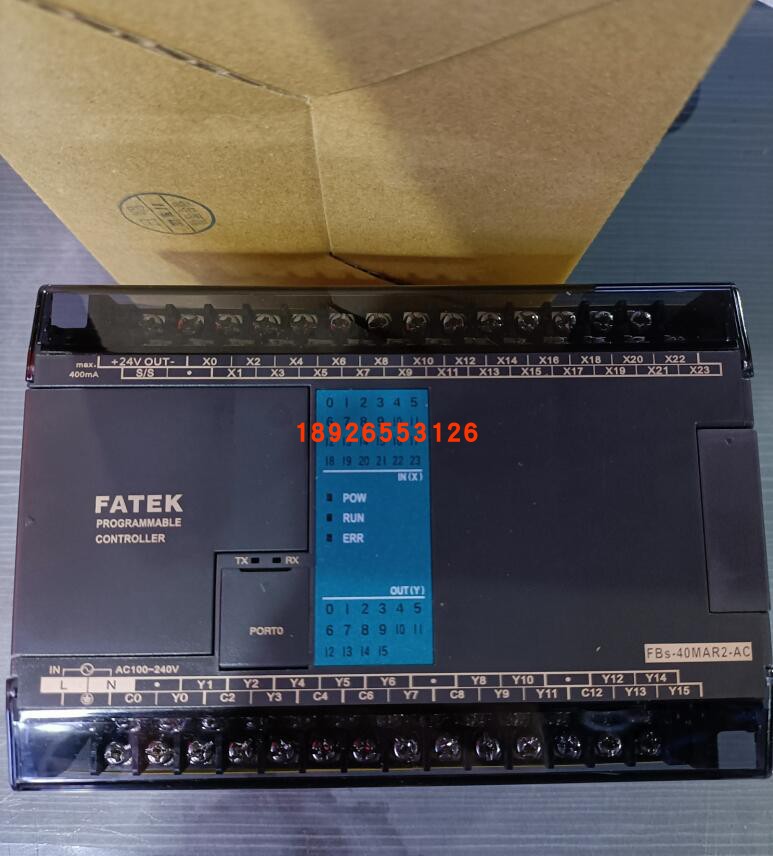 max. +24V OUT- X0 X2 X4 X6 X8 X10 X12 X14 X16 X18 X20 X22
400mA S/S • X1 X3 X5 X7 X9 X11 X13 X15 X17 X19 X21 X23
0 1 2 3 4 5
6 7 8 9 10 11
18926553126
18 19 20 21 22 23
IN(X)
POW
RUN
ERR
FATEK
PROGRAMMABLE
CONTROLLER
TX RX
PORT0
OUT(Y)
0 1 2 3 4 5
6 7 8 9 10 11
12 13 14 15
FBs-40MAR2-AC
IN AC100~240V
L N • Y1 Y2 Y4 Y5 Y6 • Y8 Y10 • Y12 Y14
C0 Y0 C2 Y3 C4 C6 Y7 C8 Y9 Y11 C12 Y13 Y15